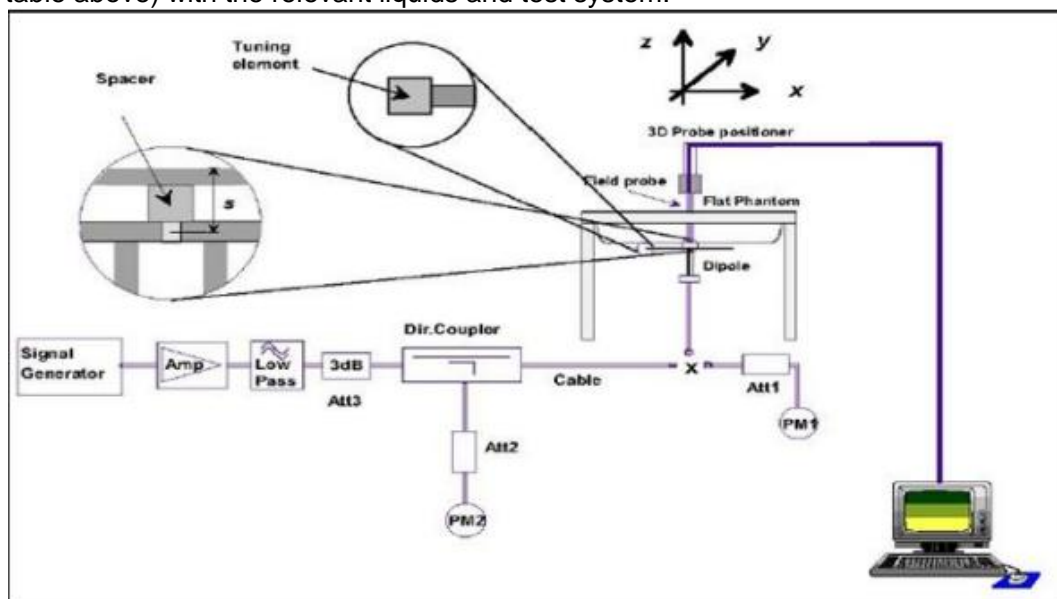 table above) with the relevant liquids and test system.
Tuning
element
Spacer
s
z
y
x
3D Probe positioner
Field probe
Flat Phantom
Dipole
Dir.Coupler
Signal
Generator
Amp
Low
Pass
3dB
Att3
Cable
x
Att1
PM1
Att2
PM2